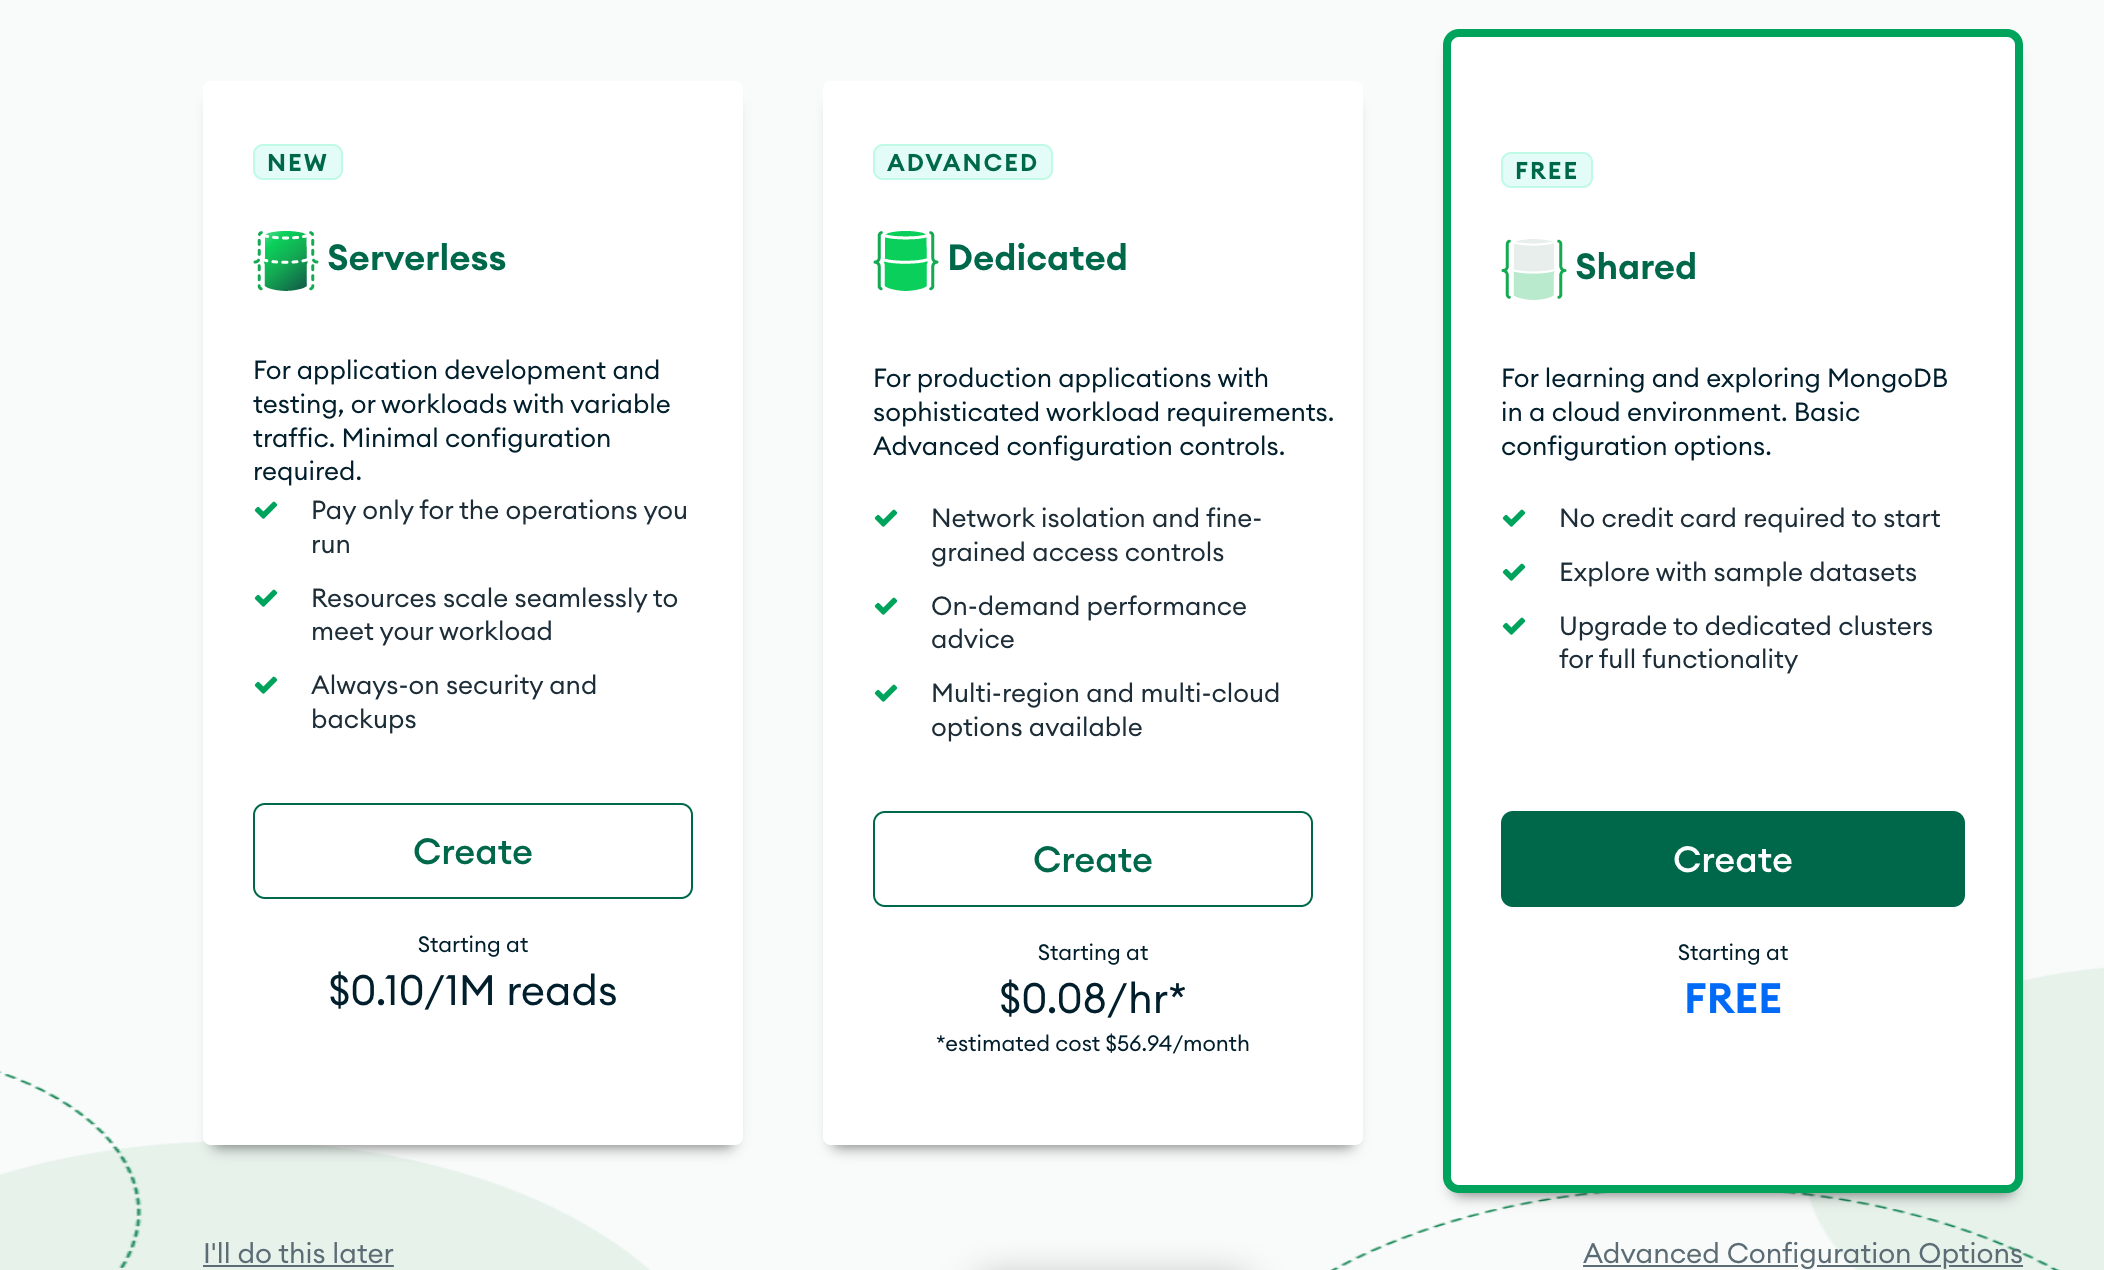 NEW
Serverless
For application development and
testing, or workloads with variable
traffic. Minimal configuration
required.
Pay only for the operations you
run
Resources scale seamlessly to
meet your workload
Always-on security and
backups
Create
Starting at
$0.10/1M reads
ADVANCED
Dedicated
For production applications with
sophisticated workload requirements.
Advanced configuration controls.
Network isolation and fine-
grained access controls
On-demand performance
advice
Multi-region and multi-cloud
options available
Create
Starting at
$0.08/hr*
*estimated cost $56.94/month
FREE
Shared
For learning and exploring MongoDB
in a cloud environment. Basic
configuration options.
No credit card required to start
Explore with sample datasets
Upgrade to dedicated clusters
for full functionality
Create
Starting at
FREE
I'll do this later
Advanced Configuration Options